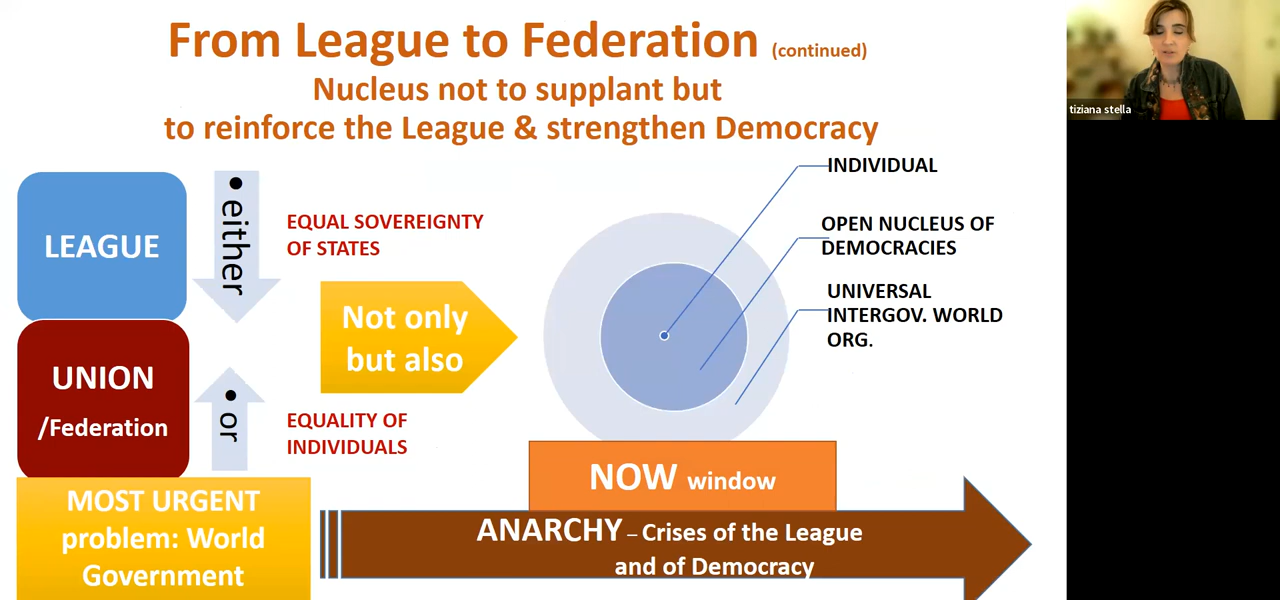 From League to Federation (continued)
Nucleus not to supplant but
to reinforce the League & strengthen Democracy
tiziana stella
LEAGUE
• either
EQUAL SOVEREIGNTY
OF STATES
UNION
/Federation
• or
EQUALITY OF
INDIVIDUALS
Not only
but also
INDIVIDUAL
OPEN NUCLEUS OF
DEMOCRACIES
UNIVERSAL
INTERGOV. WORLD
ORG.
MOST URGENT
problem: World
Government
NOW window
ANARCHY – Crises of the League
and of Democracy